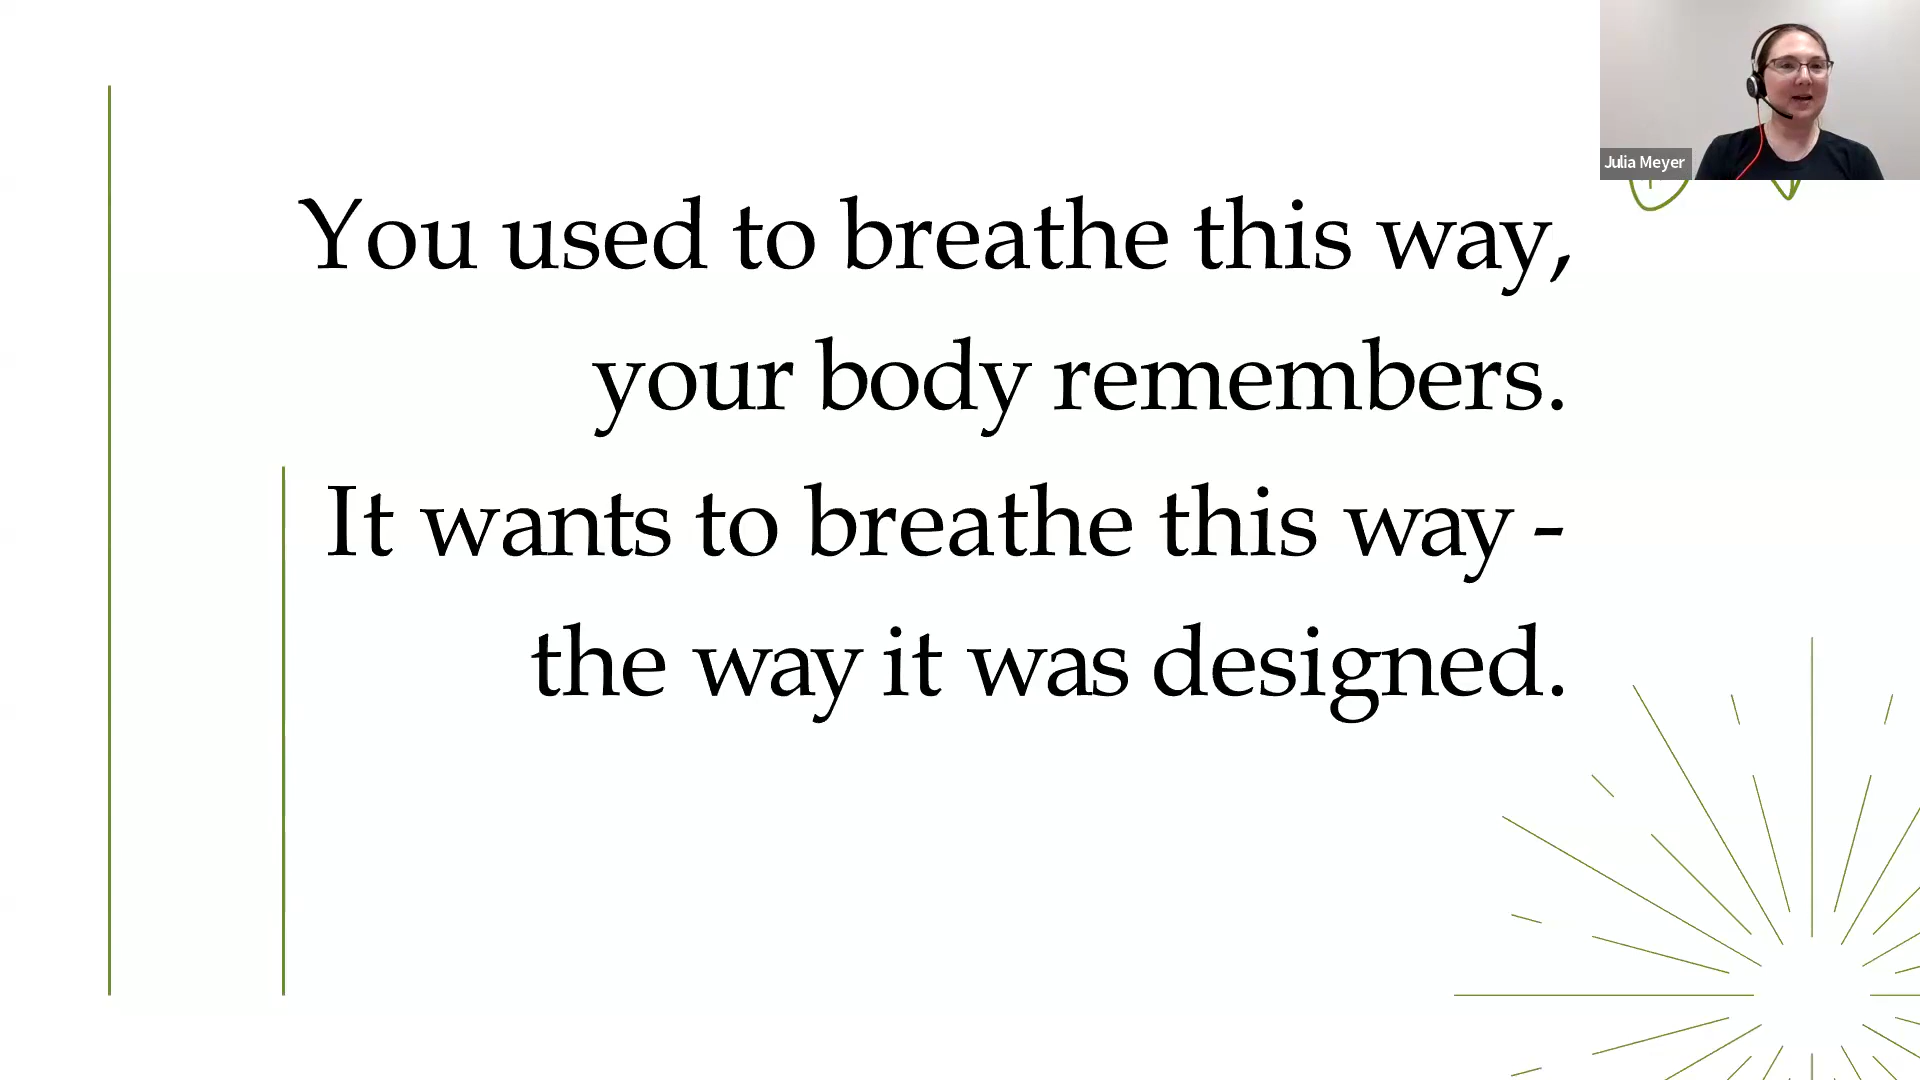 You used to breathe this way,
your body remembers.
It wants to breathe this way -
the way it was designed.
Julia Meyer